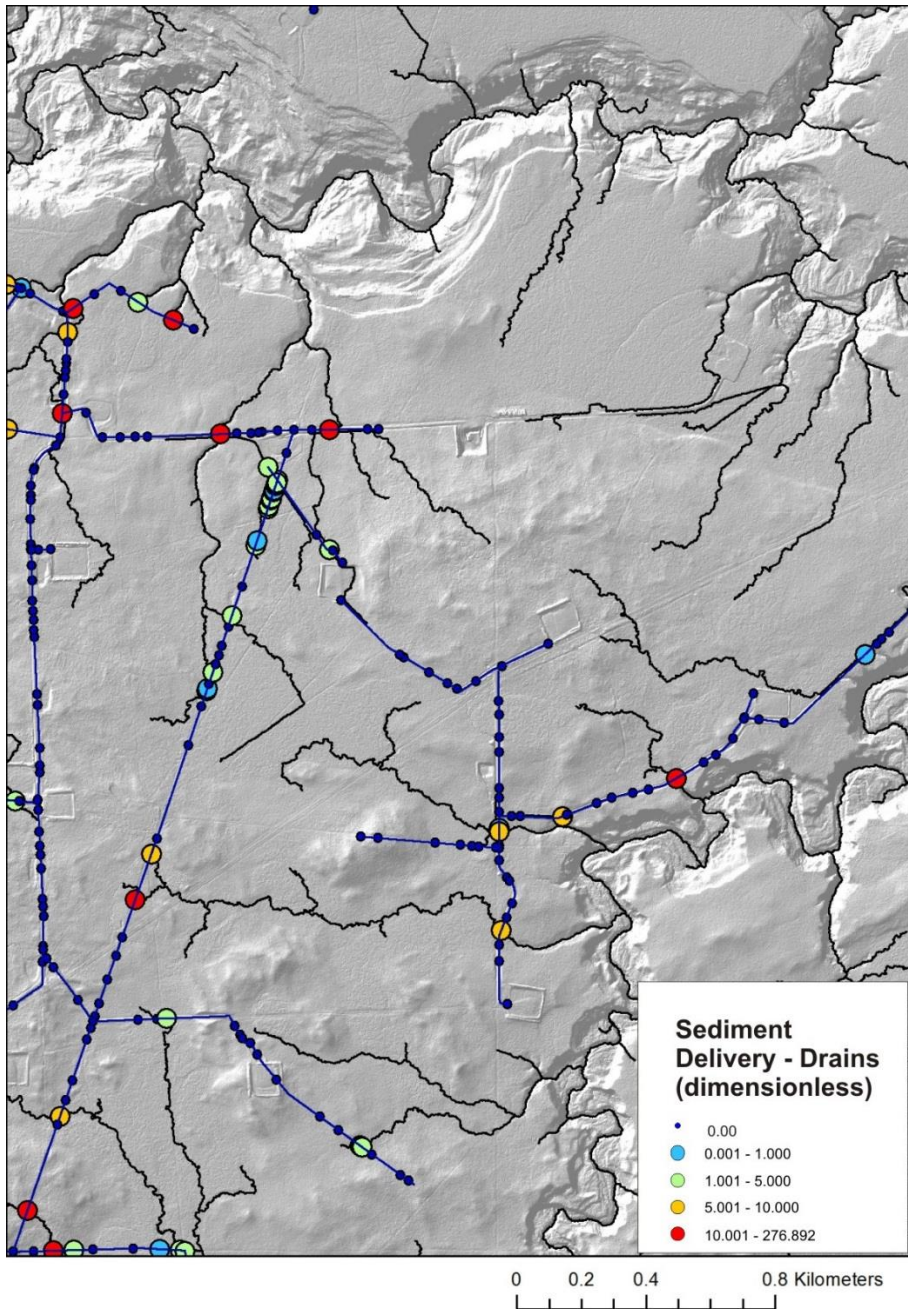 Sediment
Delivery - Drains
(dimensionless)
0.00
0.001 - 1.000
1.001 - 5.000
5.001 - 10.000
10.001 - 276.892
0 0.2 0.4 0.8 Kilometers